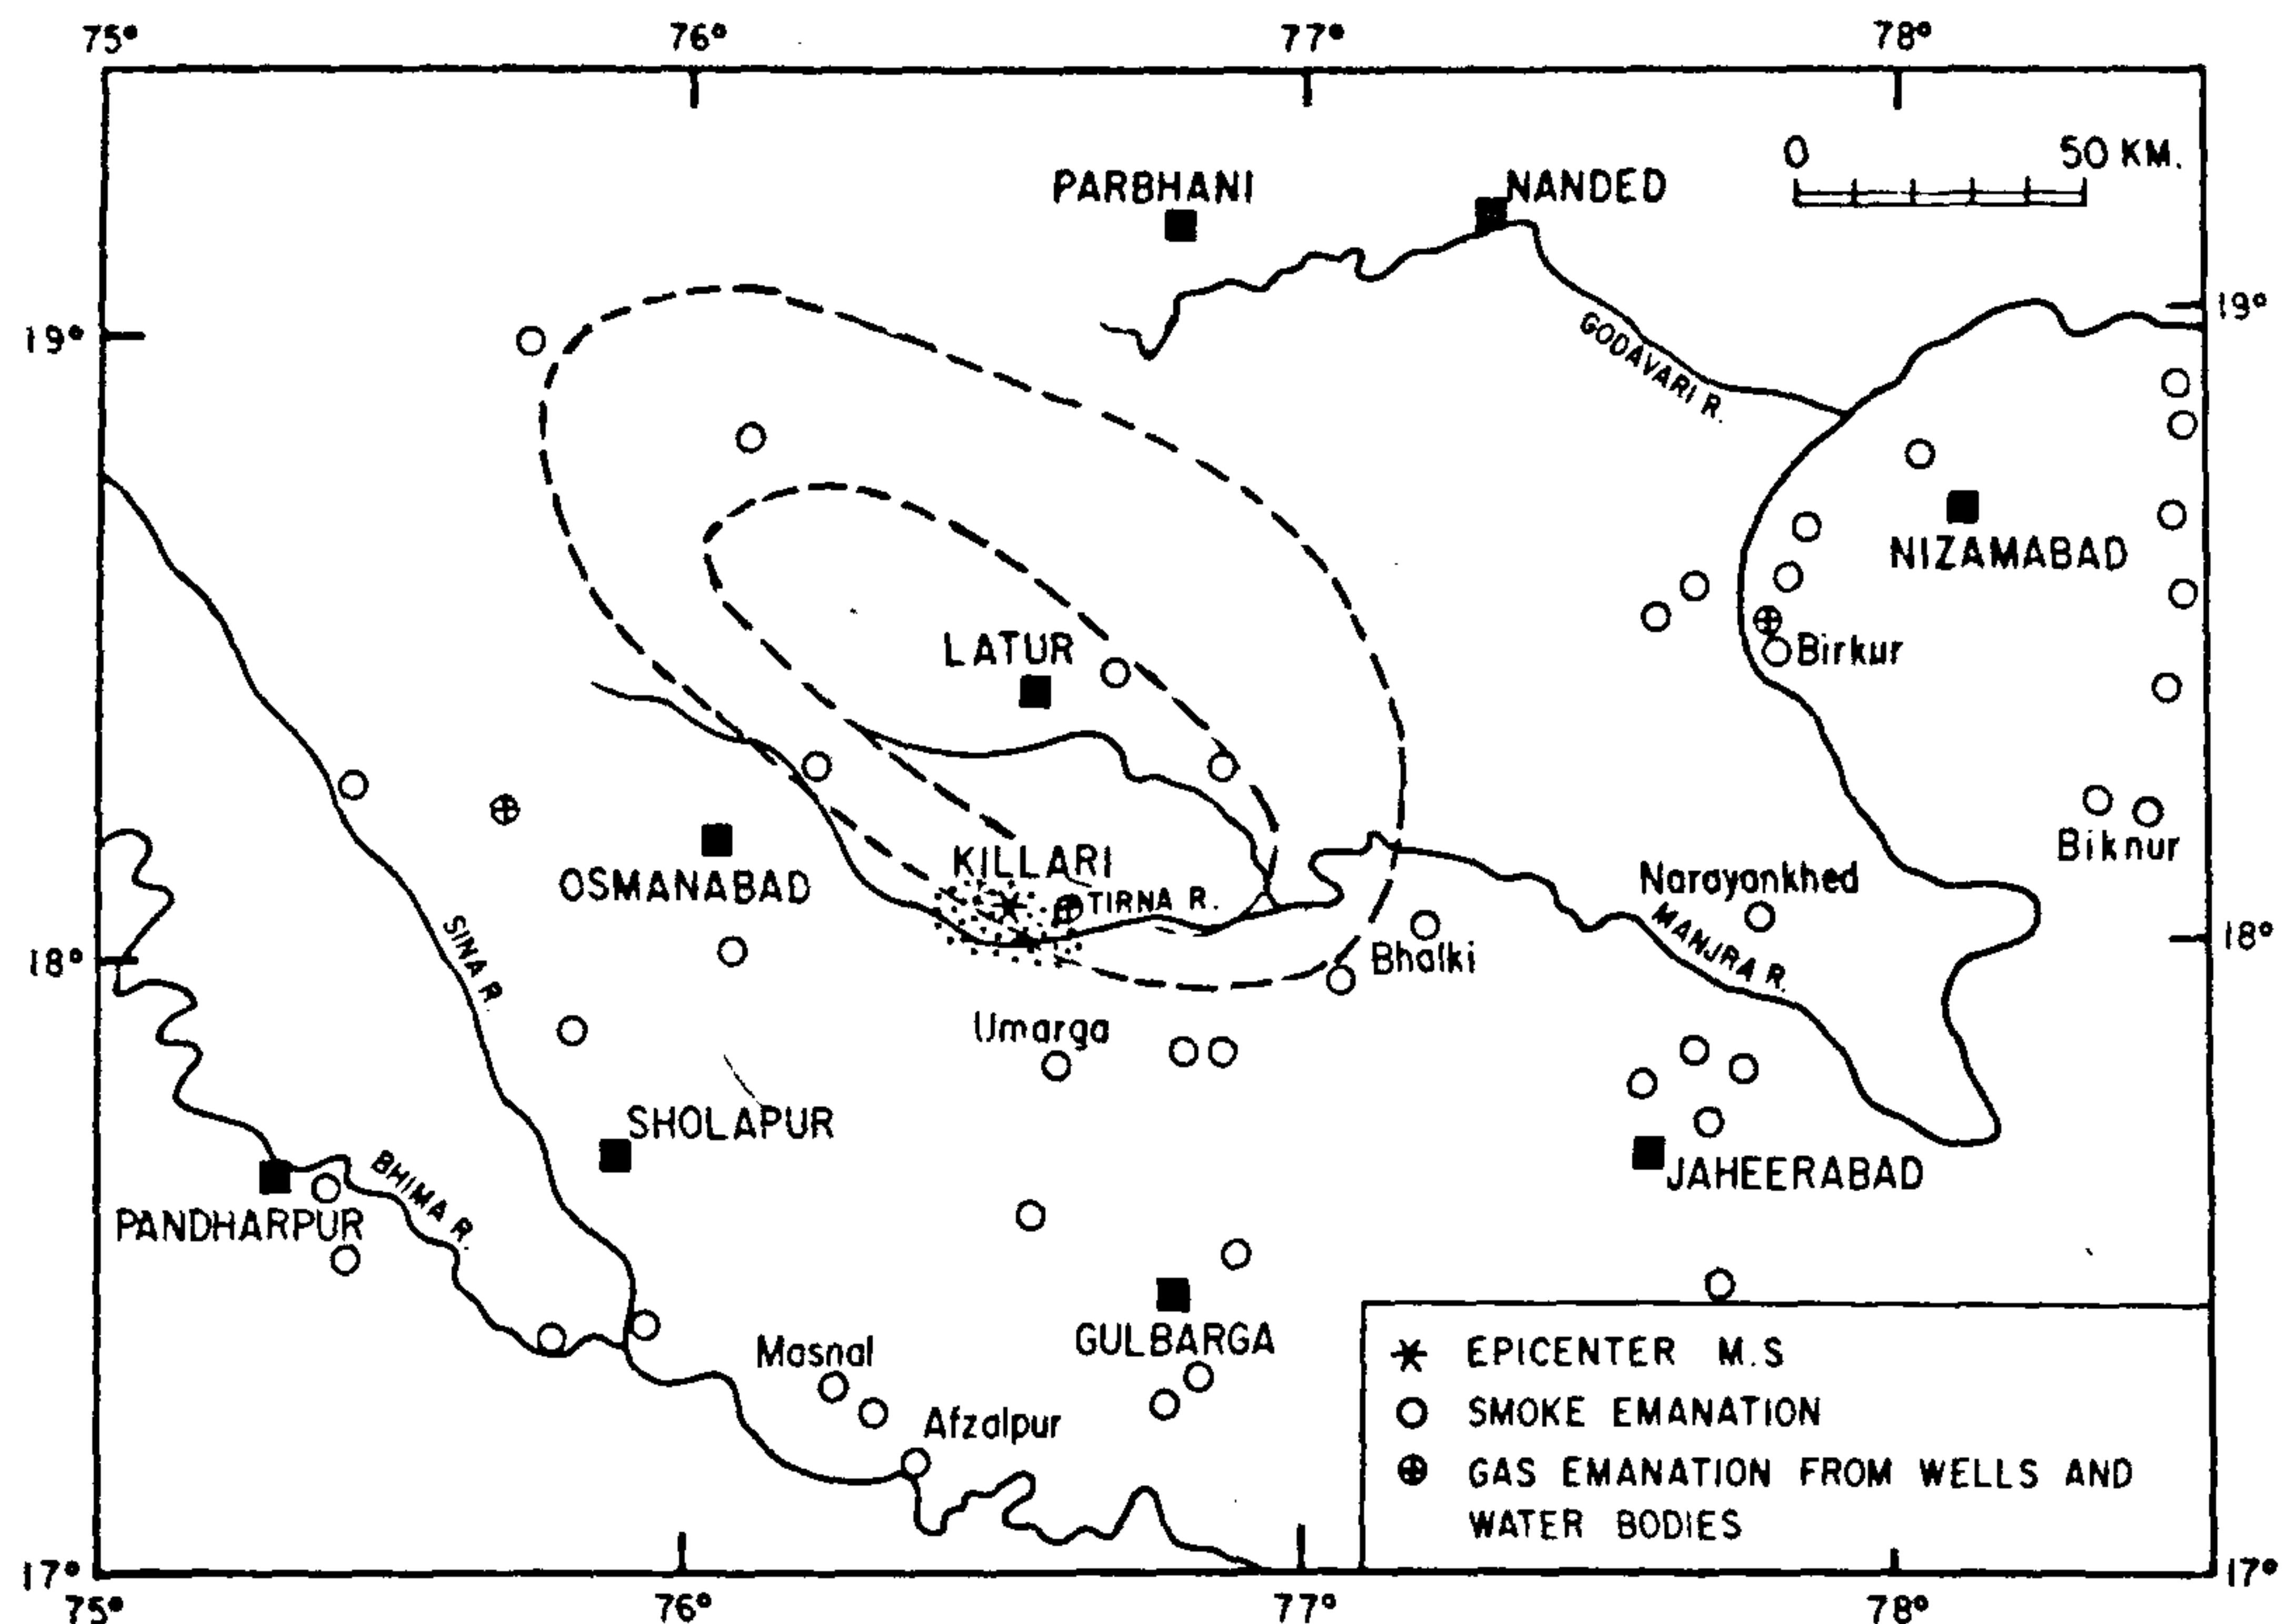 75° 76° 77° 78°
0 50 KM.
PARBHANI NANDED
19° 19°
GODAVARI R.
NIZAMABAD
LATUR
Birkur
Biknur
KILLARI
OSMANABAD
Narayankhed
TIRNA R.
SINA R.
MANJRA R.
18° 18°
Bhalki
Umarga
SHOLAPUR
BHIMA R.
JAHEERABAD
PANDHARPUR
GULBARGA
Masnal
Afzalpur
EPICENTER M.S
SMOKE EMANATION
GAS EMANATION FROM WELLS AND
WATER BODIES
17° 17°
75° 76° 77° 78°